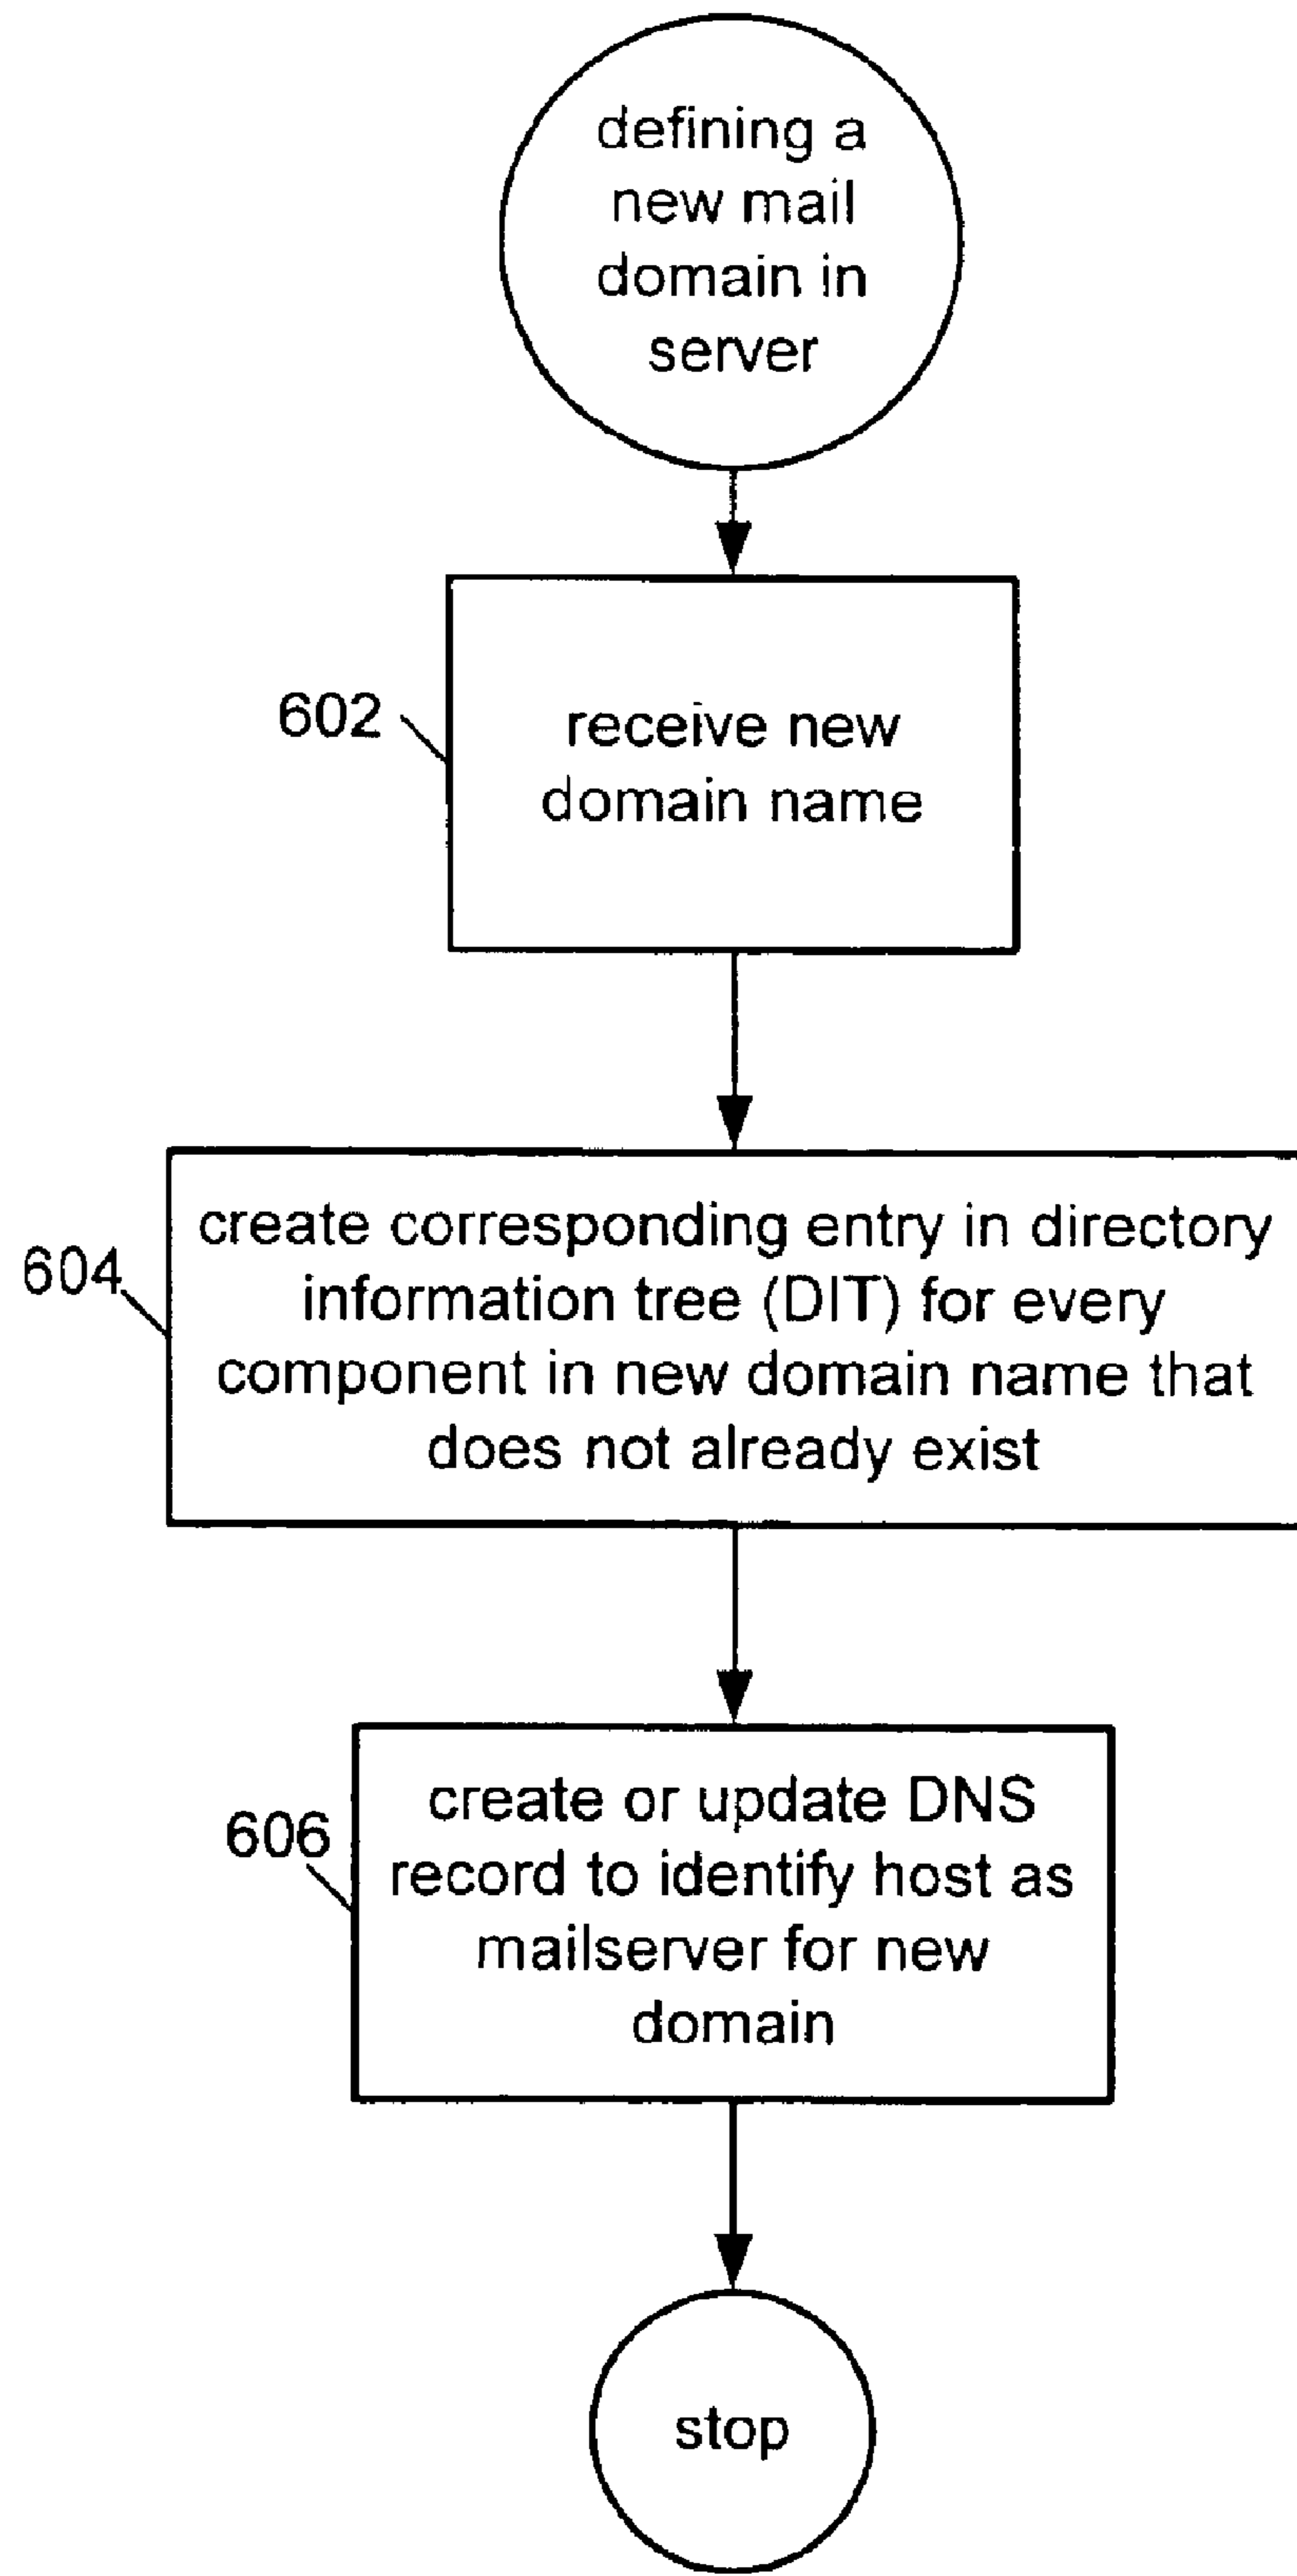 defining a
new mail
domain in
server
602
receive new
domain name
604
create corresponding entry in directory
information tree (DIT) for every
component in new domain name that
does not already exist
606
create or update DNS
record to identify host as
mailserver for new
domain
stop